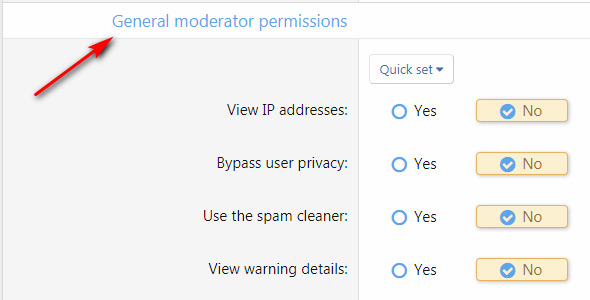 General moderator permissions
Quick set
View IP addresses: Yes No
Bypass user privacy: Yes No
Use the spam cleaner: Yes No
View warning details: Yes No